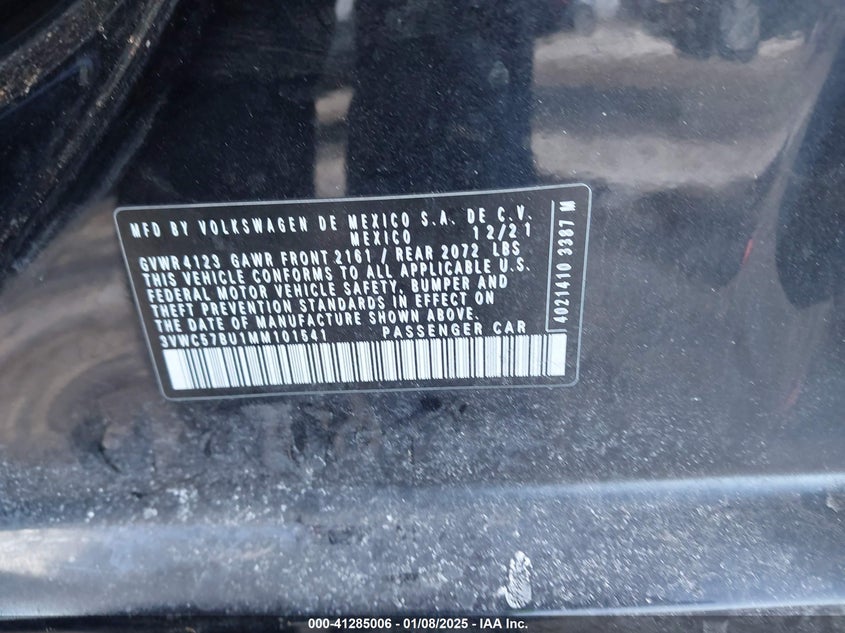 MFD BY VOLKSWAGEN DE MEXICO S.A. DE C.V.
MEXICO 12/21
GVWR4123 GAWR FRONT 2161 / REAR 2072 LBS
THIS VEHICLE CONFORMS TO ALL APPLICABLE U.S.
FEDERAL MOTOR VEHICLE SAFETY, BUMPER AND
THEFT PREVENTION STANDARDS IN EFFECT ON
THE DATE OF MANUFACTURE SHOWN ABOVE.
3VWC57BU1MM101641 PASSENGER CAR
4021410 3387 M
000-41285006 - 01/08/2025 - IAA Inc.